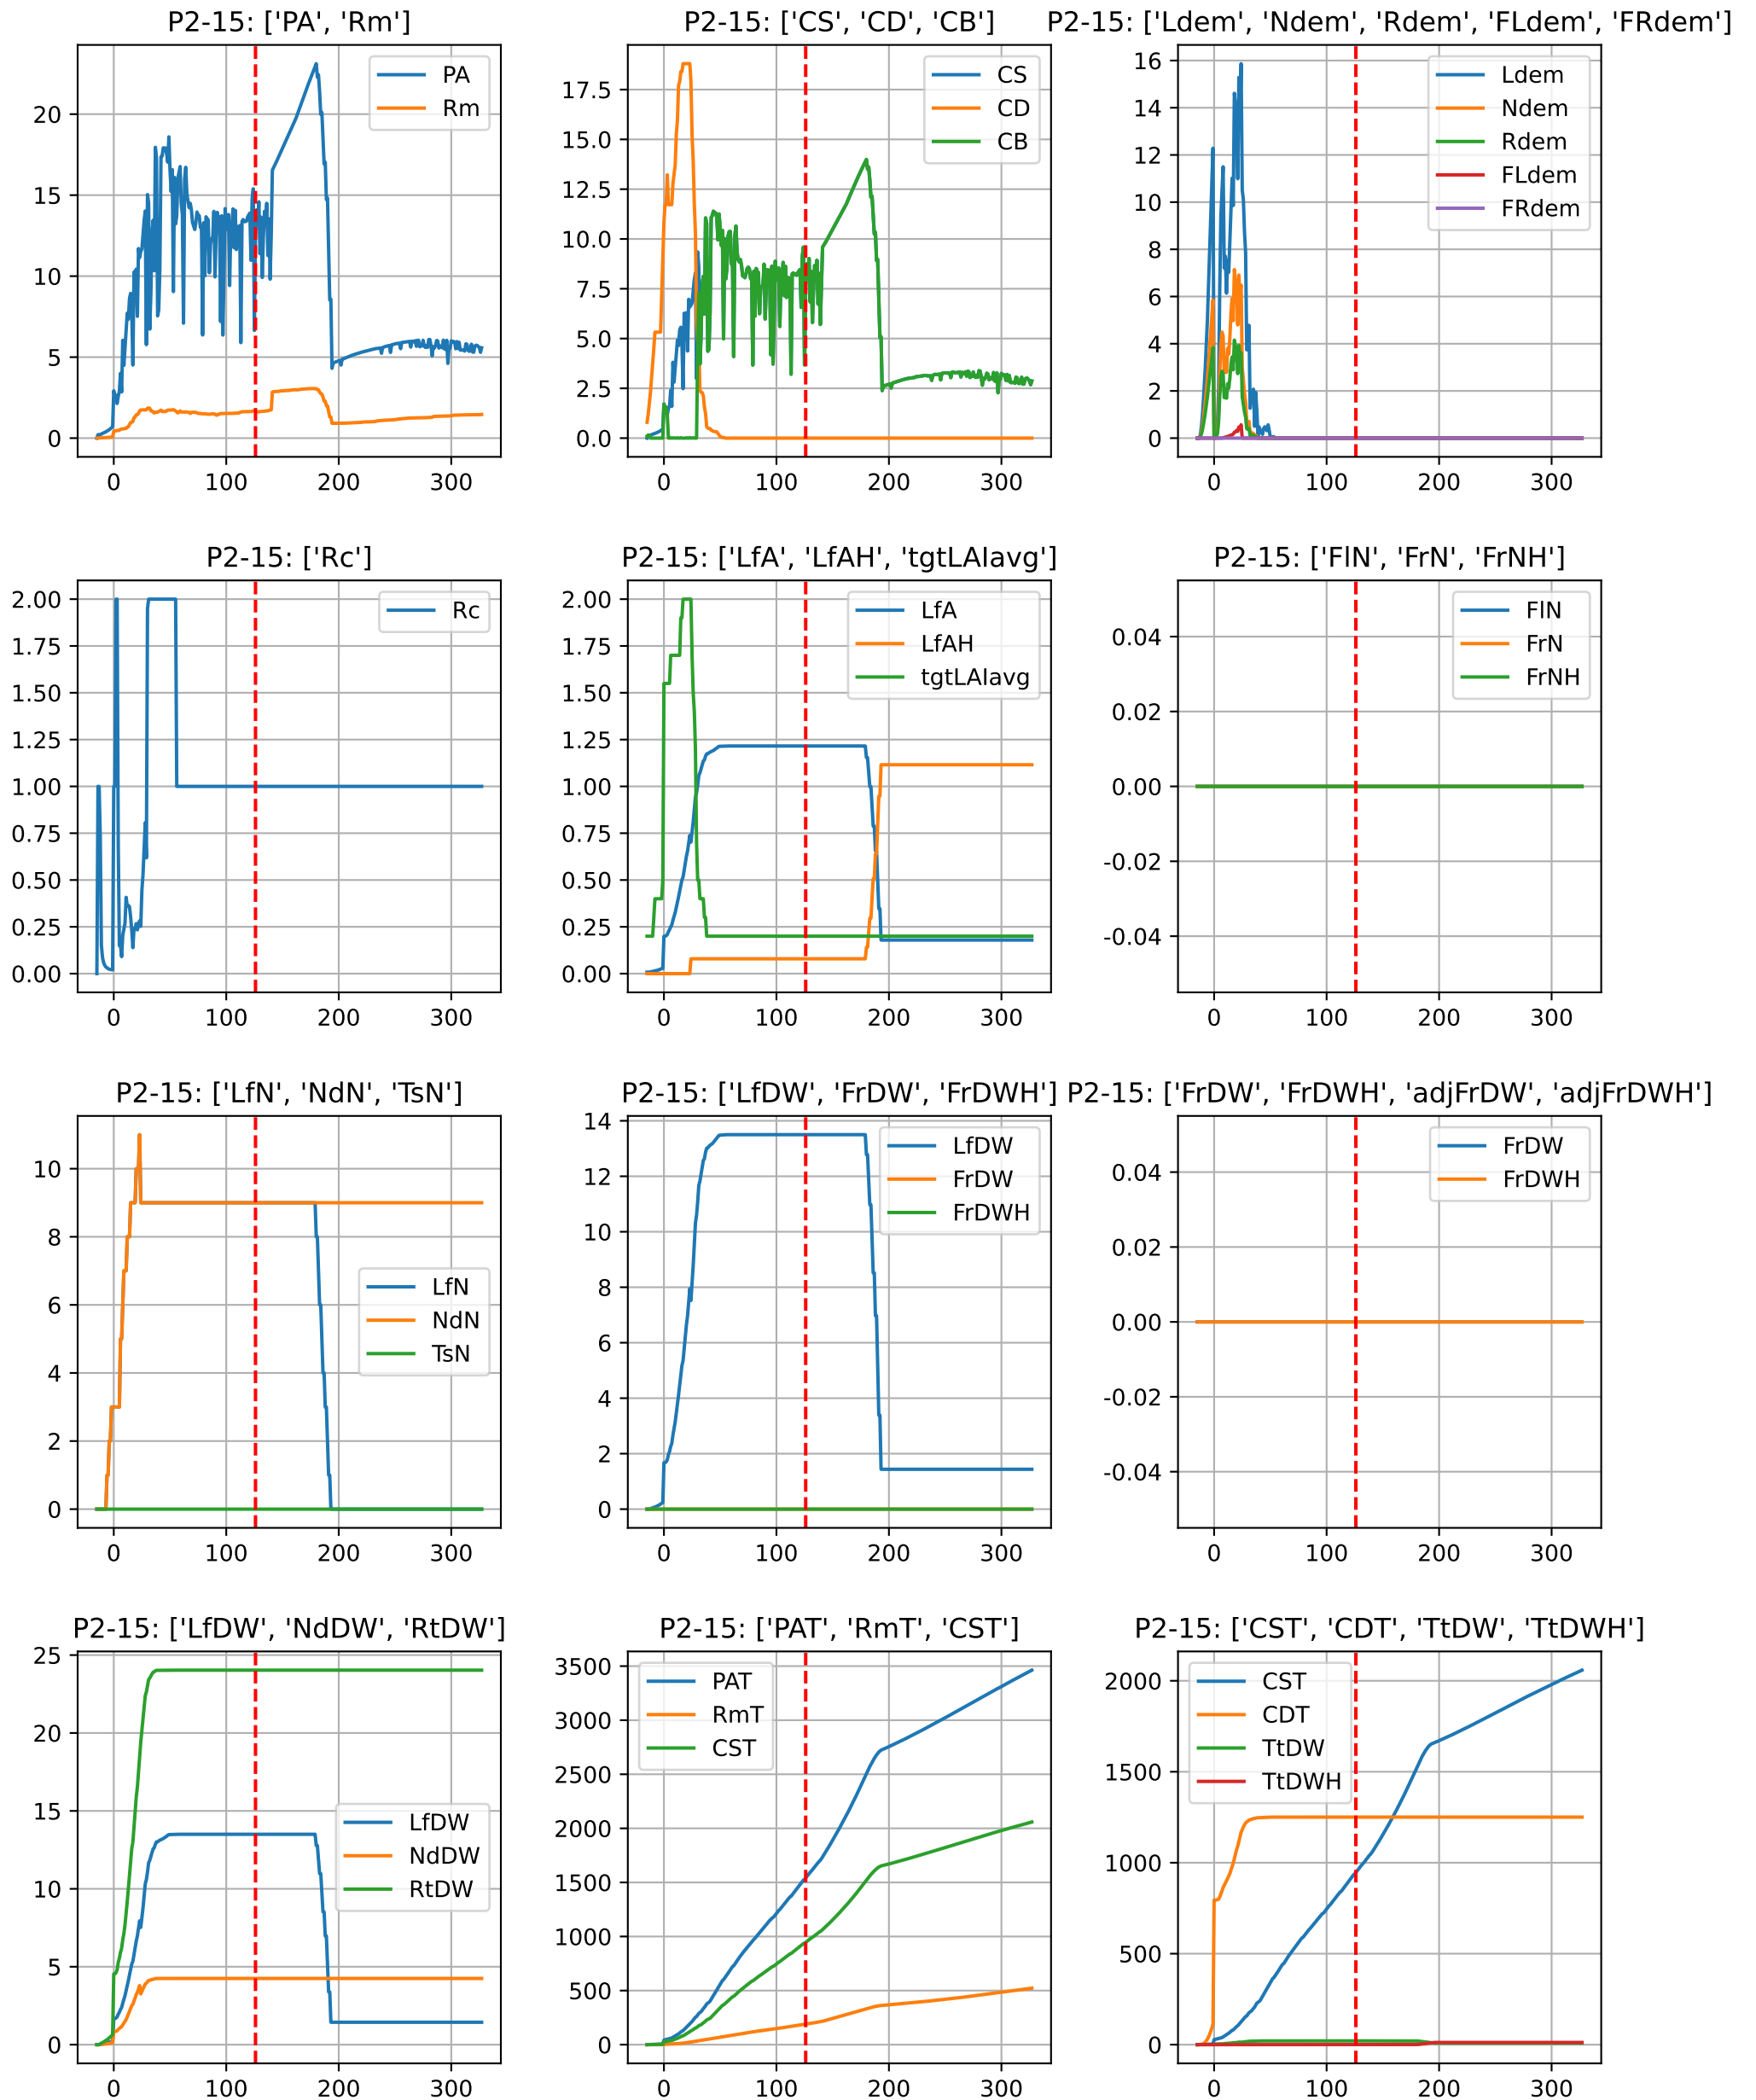 P2-15: ['PA', 'Rm']
20
15
10
5
0
PA
Rm
0 100 200 300
P2-15: ['CS', 'CD', 'CB']
17.5
15.0
12.5
10.0
7.5
5.0
2.5
0.0
CS
CD
CB
0 100 200 300
P2-15: ['Ldem', 'Ndem', 'Rdem', 'FLdem', 'FRdem']
16
14
12
10
8
6
4
2
0
Ldem
Ndem
Rdem
FLdem
FRdem
0 100 200 300
P2-15: ['Rc']
2.00
1.75
1.50
1.25
1.00
0.75
0.50
0.25
0.00
Rc
0 100 200 300
P2-15: ['LfA', 'LfAH', 'tgtLAIavg']
2.00
1.75
1.50
1.25
1.00
0.75
0.50
0.25
0.00
LfA
LfAH
tgtLAIavg
0 100 200 300
P2-15: ['FlN', 'FrN', 'FrNH']
0.04
0.02
0.00
-0.02
-0.04
FlN
FrN
FrNH
0 100 200 300
P2-15: ['LfN', 'NdN', 'TsN']
10
8
6
4
2
0
LfN
NdN
TsN
0 100 200 300
P2-15: ['LfDW', 'FrDW', 'FrDWH']
14
12
10
8
6
4
2
0
LfDW
FrDW
FrDWH
0 100 200 300
P2-15: ['FrDW', 'FrDWH', 'adjFrDW', 'adjFrDWH']
0.04
0.02
0.00
-0.02
-0.04
FrDW
FrDWH
0 100 200 300
P2-15: ['LfDW', 'NdDW', 'RtDW']
25
20
15
10
5
0
LfDW
NdDW
RtDW
0 100 200 300
P2-15: ['PAT', 'RmT', 'CST']
3500
3000
2500
2000
1500
1000
500
0
PAT
RmT
CST
0 100 200 300
P2-15: ['CST', 'CDT', 'TtDW', 'TtDWH']
2000
1500
1000
500
0
CST
CDT
TtDW
TtDWH
0 100 200 300